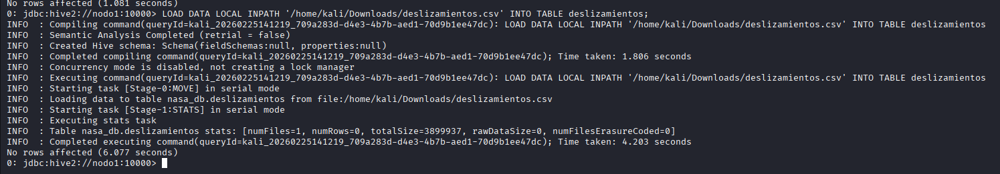 No rows affected (1.081 seconds)
0: jdbc:hive2://nodo1:10000> LOAD DATA LOCAL INPATH '/home/kali/Downloads/deslizamientos.csv' INTO TABLE deslizamientos;
INFO  : Compiling command(queryId=kali_20260225141219_709a283d-d4e3-4b7b-aed1-70d9b1ee47dc): LOAD DATA LOCAL INPATH '/home/kali/Downloads/deslizamientos.csv' INTO TABLE deslizamientos
INFO  : Semantic Analysis Completed (retrial = false)
INFO  : Created Hive schema: Schema(fieldSchemas:null, properties:null)
INFO  : Completed compiling command(queryId=kali_20260225141219_709a283d-d4e3-4b7b-aed1-70d9b1ee47dc); Time taken: 1.806 seconds
INFO  : Concurrency mode is disabled, not creating a lock manager
INFO  : Executing command(queryId=kali_20260225141219_709a283d-d4e3-4b7b-aed1-70d9b1ee47dc): LOAD DATA LOCAL INPATH '/home/kali/Downloads/deslizamientos.csv' INTO TABLE deslizamientos
INFO  : Starting task [Stage-0:MOVE] in serial mode
INFO  : Loading data to table nasa_db.deslizamientos from file:/home/kali/Downloads/deslizamientos.csv
INFO  : Starting task [Stage-1:STATS] in serial mode
INFO  : Executing stats task
INFO  : Table nasa_db.deslizamientos stats: [numFiles=1, numRows=0, totalSize=3899937, rawDataSize=0, numFilesErasureCoded=0]
INFO  : Completed executing command(queryId=kali_20260225141219_709a283d-d4e3-4b7b-aed1-70d9b1ee47dc); Time taken: 4.203 seconds
No rows affected (6.077 seconds)
0: jdbc:hive2://nodo1:10000>